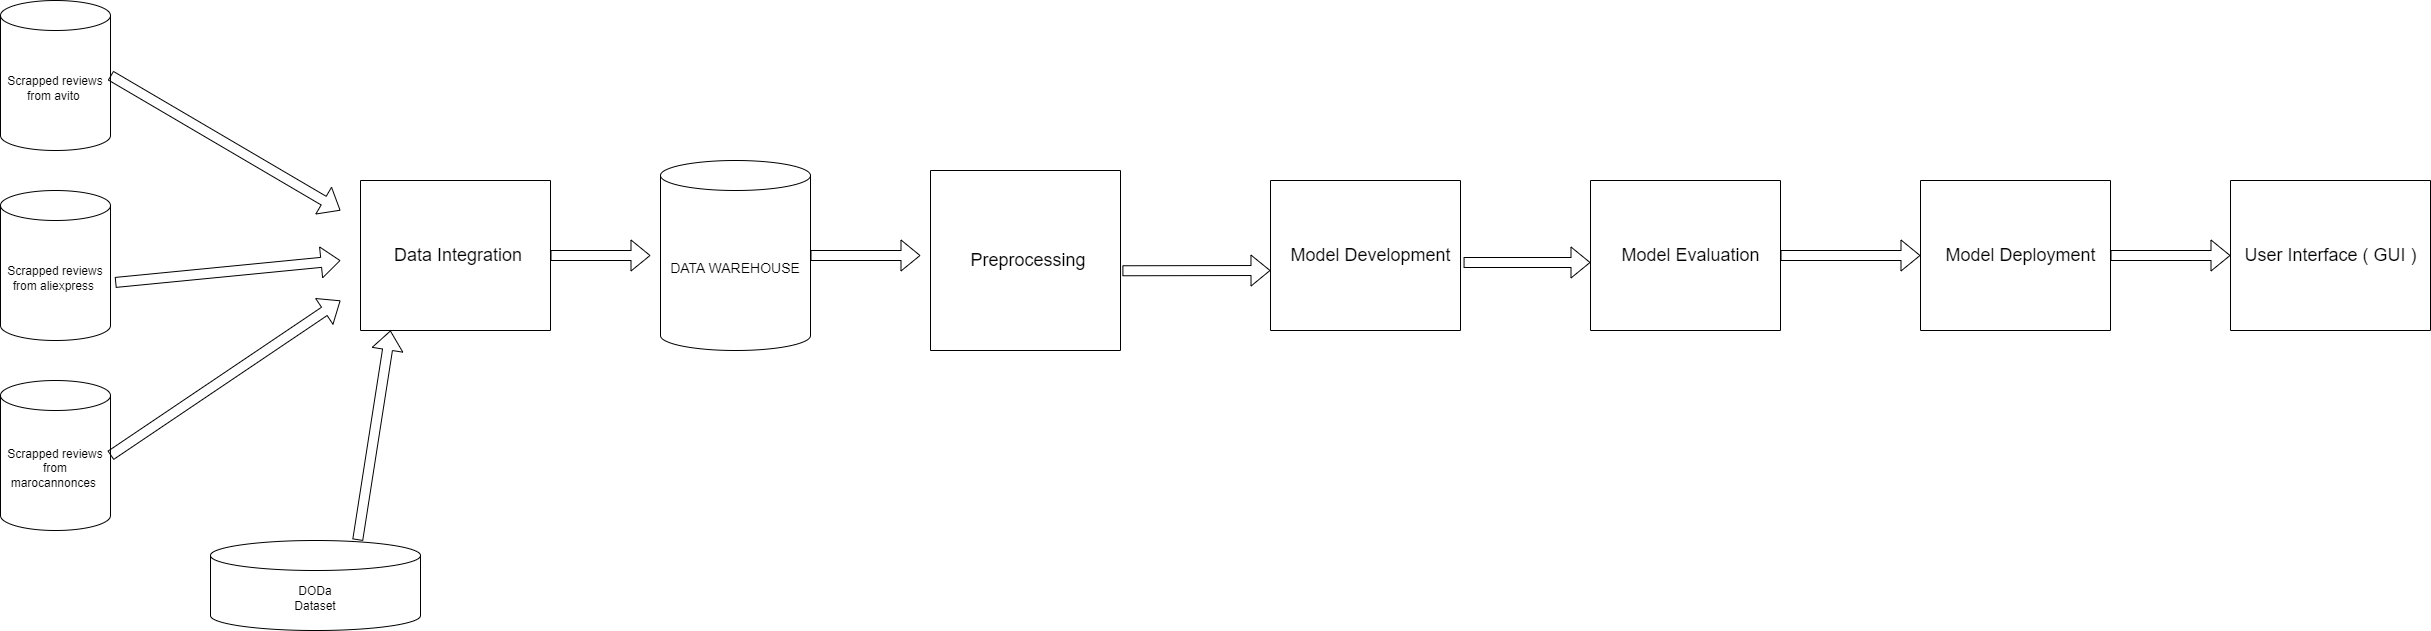 Scrapped reviews
from avito
Scrapped reviews
from aliexpress
Scrapped reviews
from
marocannonces
DODa
Dataset
Data Integration
DATA WAREHOUSE
Preprocessing
Model Development
Model Evaluation
Model Deployment
User Interface ( GUI )